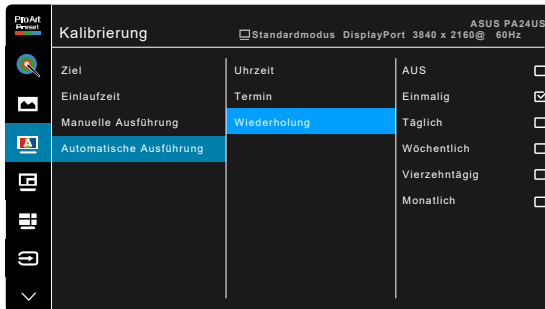 ProArt
Preset
Kalibrierung
ASUS PA24US
Standardmodus DisplayPort 3840 x 2160@ 60Hz
Ziel
Einlaufzeit
Manuelle Ausführung
Automatische Ausführung
Uhrzeit
Termin
Wiederholung
AUS
Einmalig
Täglich
Wöchentlich
Vierzehntägig
Monatlich